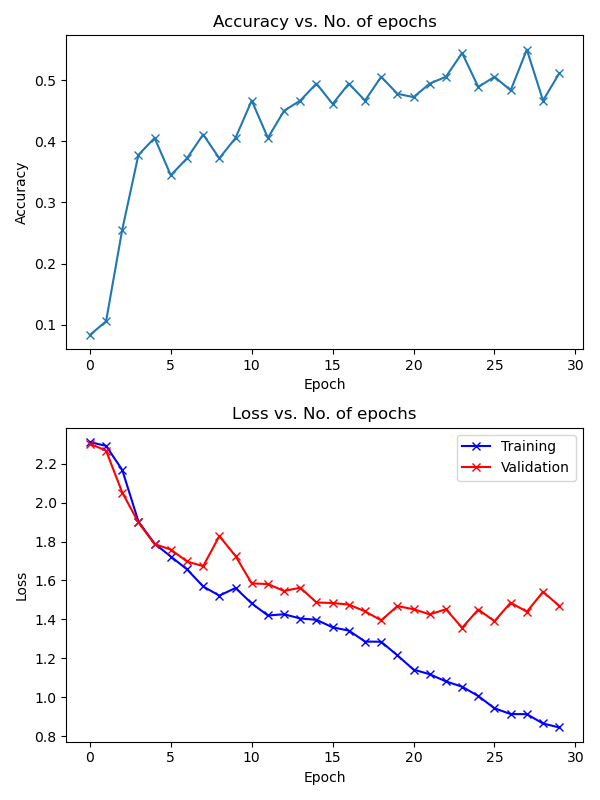 Accuracy vs. No. of epochs
0.5
0.4
0.3
0.2
0.1
Accuracy
0 5 10 15 20 25 30
Epoch
Loss vs. No. of epochs
Training
Validation
2.2
2.0
1.8
1.6
1.4
1.2
1.0
0.8
Loss
0 5 10 15 20 25 30
Epoch